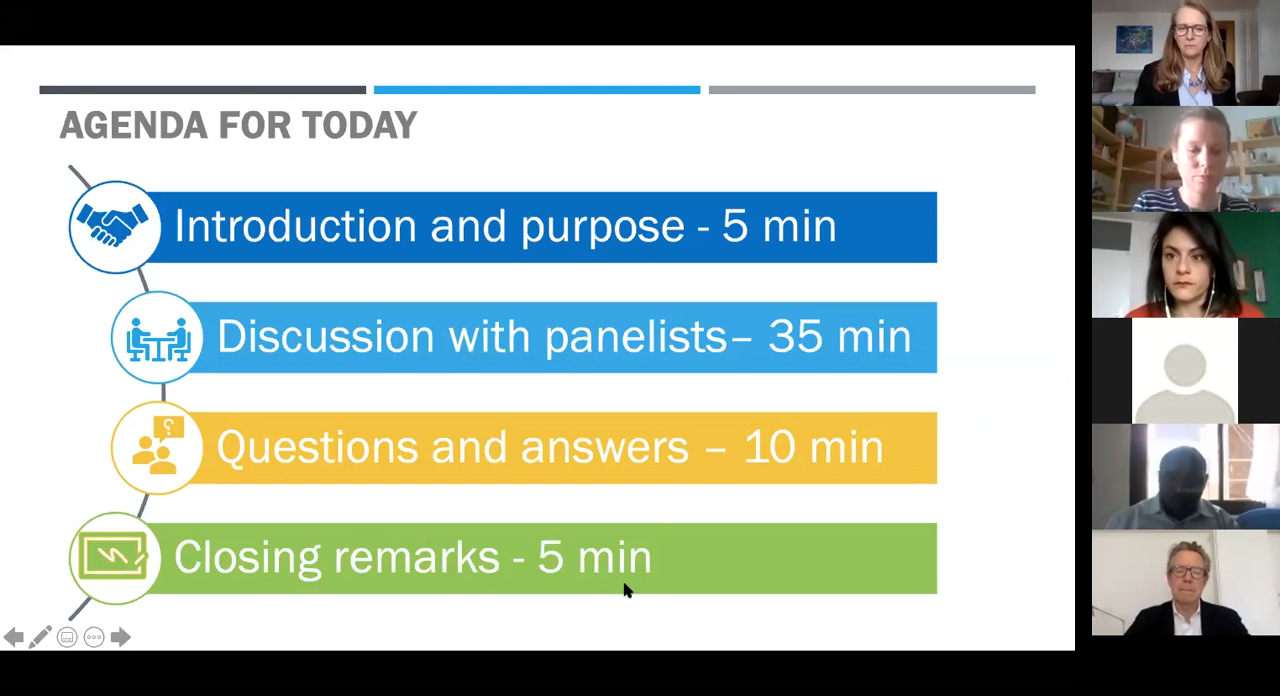 AGENDA FOR TODAY
Introduction and purpose - 5 min
Discussion with panelists– 35 min
?
Questions and answers – 10 min
Closing remarks - 5 min